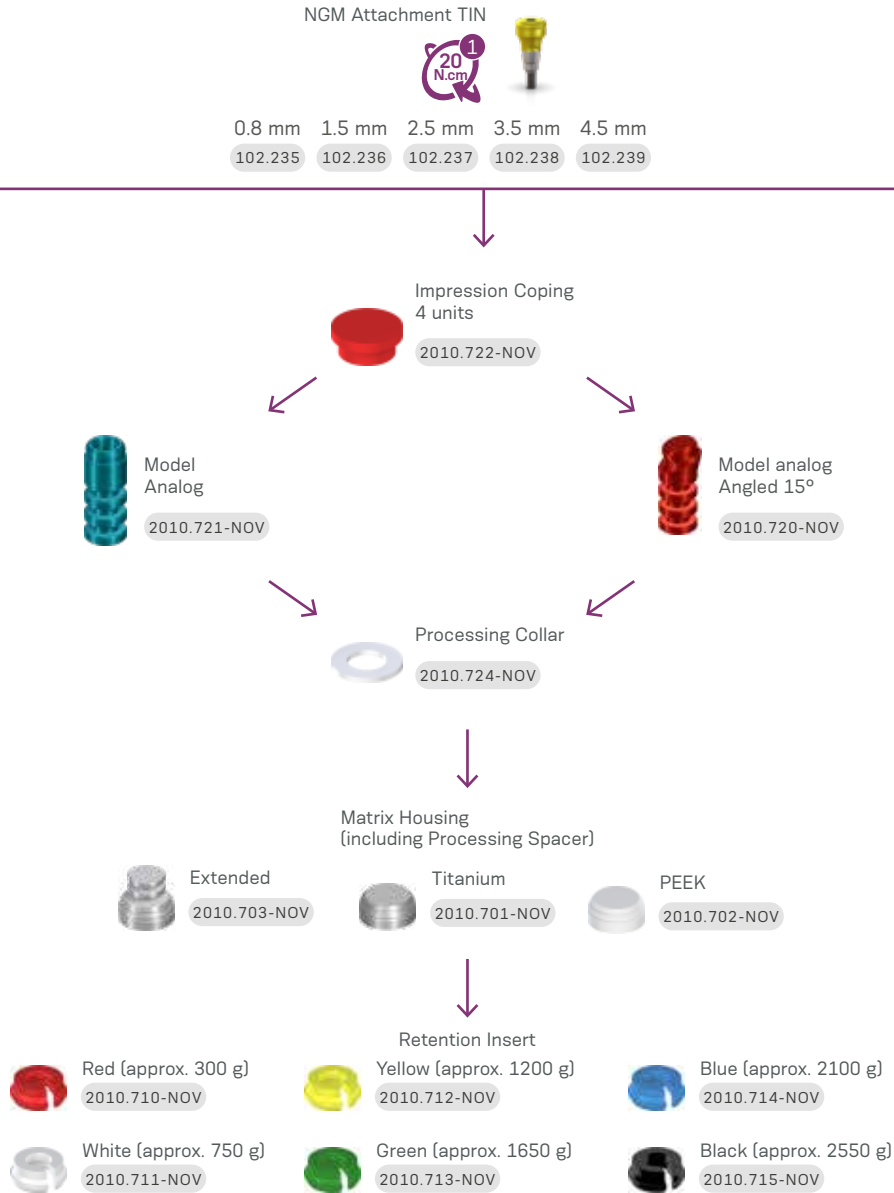 NGM Attachment TIN
1
20
N.cm
0.8 mm 1.5 mm 2.5 mm 3.5 mm 4.5 mm
102.235 102.236 102.237 102.238 102.239
Impression Coping
4 units
2010.722-NOV
Model
Analog
2010.721-NOV
Model analog
Angled 15º
2010.720-NOV
Processing Collar
2010.724-NOV
Matrix Housing
(including Processing Spacer)
Extended
2010.703-NOV
Titanium
2010.701-NOV
PEEK
2010.702-NOV
Retention Insert
Red (approx. 300 g)
2010.710-NOV
Yellow (approx. 1200 g)
2010.712-NOV
Blue (approx. 2100 g)
2010.714-NOV
White (approx. 750 g)
2010.711-NOV
Green (approx. 1650 g)
2010.713-NOV
Black (approx. 2550 g)
2010.715-NOV